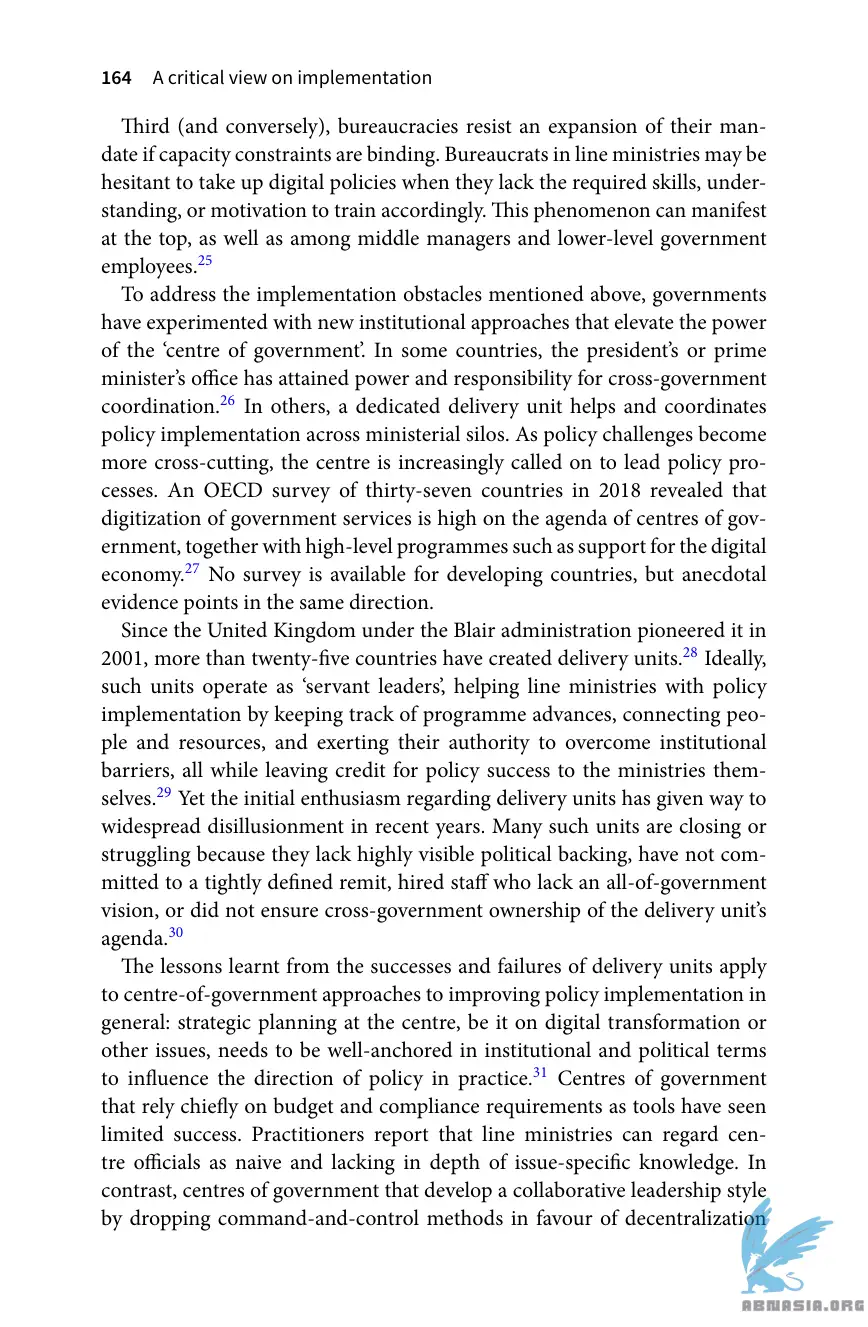 164 A critical view on implementation
Third (and conversely), bureaucracies resist an expansion of their man-
date if capacity constraints are binding. Bureaucrats in line ministries may be
hesitant to take up digital policies when they lack the required skills, under-
standing, or motivation to train accordingly. This phenomenon can manifest
at the top, as well as among middle managers and lower-level government
employees.25
To address the implementation obstacles mentioned above, governments
have experimented with new institutional approaches that elevate the power
of the ‘centre of government’. In some countries, the president’s or prime
minister’s office has attained power and responsibility for cross-government
coordination.26 In others, a dedicated delivery unit helps and coordinates
policy implementation across ministerial silos. As policy challenges become
more cross-cutting, the centre is increasingly called on to lead policy pro-
cesses. An OECD survey of thirty-seven countries in 2018 revealed that
digitization of government services is high on the agenda of centres of gov-
ernment, together with high-level programmes such as support for the digital
economy.27 No survey is available for developing countries, but anecdotal
evidence points in the same direction.
Since the United Kingdom under the Blair administration pioneered it in
2001, more than twenty-five countries have created delivery units.28 Ideally,
such units operate as ‘servant leaders’, helping line ministries with policy
implementation by keeping track of programme advances, connecting peo-
ple and resources, and exerting their authority to overcome institutional
barriers, all while leaving credit for policy success to the ministries them-
selves.29 Yet the initial enthusiasm regarding delivery units has given way to
widespread disillusionment in recent years. Many such units are closing or
struggling because they lack highly visible political backing, have not com-
mitted to a tightly defined remit, hired staff who lack an all-of-government
vision, or did not ensure cross-government ownership of the delivery unit’s
agenda.30
The lessons learnt from the successes and failures of delivery units apply
to centre-of-government approaches to improving policy implementation in
general: strategic planning at the centre, be it on digital transformation or
other issues, needs to be well-anchored in institutional and political terms
to influence the direction of policy in practice.31 Centres of government
that rely chiefly on budget and compliance requirements as tools have seen
limited success. Practitioners report that line ministries can regard cen-
tre officials as naive and lacking in depth of issue-specific knowledge. In
contrast, centres of government that develop a collaborative leadership style
by dropping command-and-control methods in favour of decentralization
ABNASIA.ORG